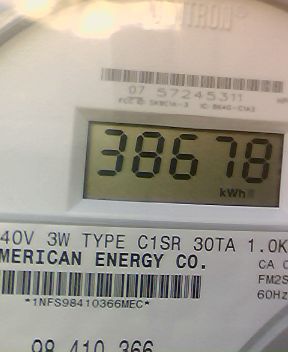 07 57245311
38678
kWh
40V 3W TYPE C1SR 30TA 1.0K
MERICAN ENERGY CO.
CA
FM2S
60Hz
*1NFS98410366MEC*
98 410 366